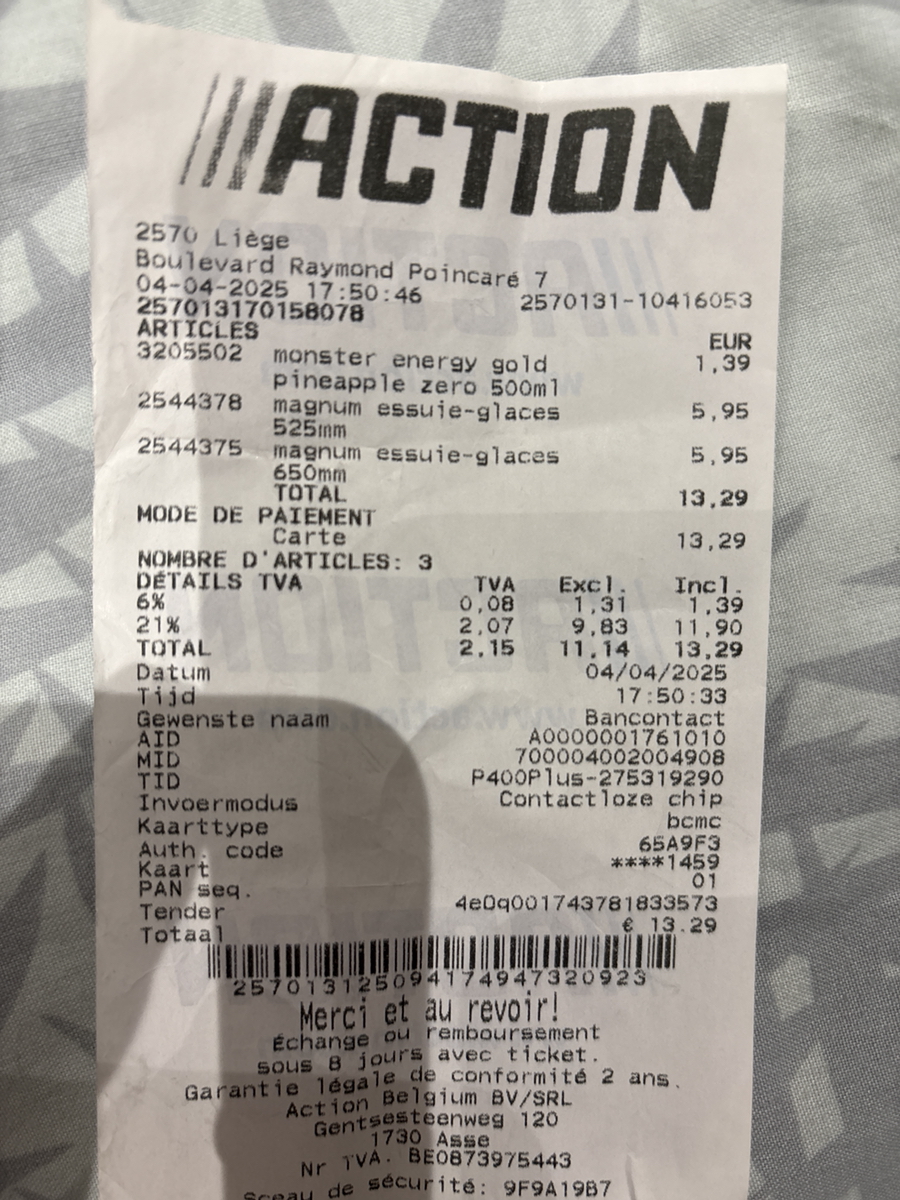 ACTION
2570 Liège
Boulevard Raymond Poincaré 7
04-04-2025 17:50:46 2570131-10416053
257013170158078
ARTICLES EUR
3205502 monster energy gold 1,39
pineapple zero 500ml
2544378 magnum essuie-glaces 5,95
525mm
2544375 magnum essuie-glaces 5,95
650mm
TOTAL 13,29
MODE DE PAIEMENT
Carte 13,29
NOMBRE D'ARTICLES: 3
DÉTAILS TVA TVA Excl. Incl.
6% 0,08 1,31 1,39
21% 2,07 9,83 11,90
TOTAL 2,15 11,14 13,29
Datum 04/04/2025
Tijd 17:50:33
Gewenste naam Bancontact
AID A0000001761010
MID 700004002004908
TID P400Plus-275319290
Invoermodus Contactloze chip
Kaarttype bcmc
Auth. code 65A9F3
Kaart ****1459
PAN seq. 01
Tender 4eDq001743781833573
Totaal € 13.29
25701312509417494732092​3
Merci et au revoir!
Échange ou remboursement
sous 8 jours avec ticket.
Garantie légale de conformité 2 ans.
Action Belgium BV/SRL
Gentsesteenweg 120
1730 Asse
Nr TVA. BE0873975443
Sceau de sécurité: 9F9A19B7